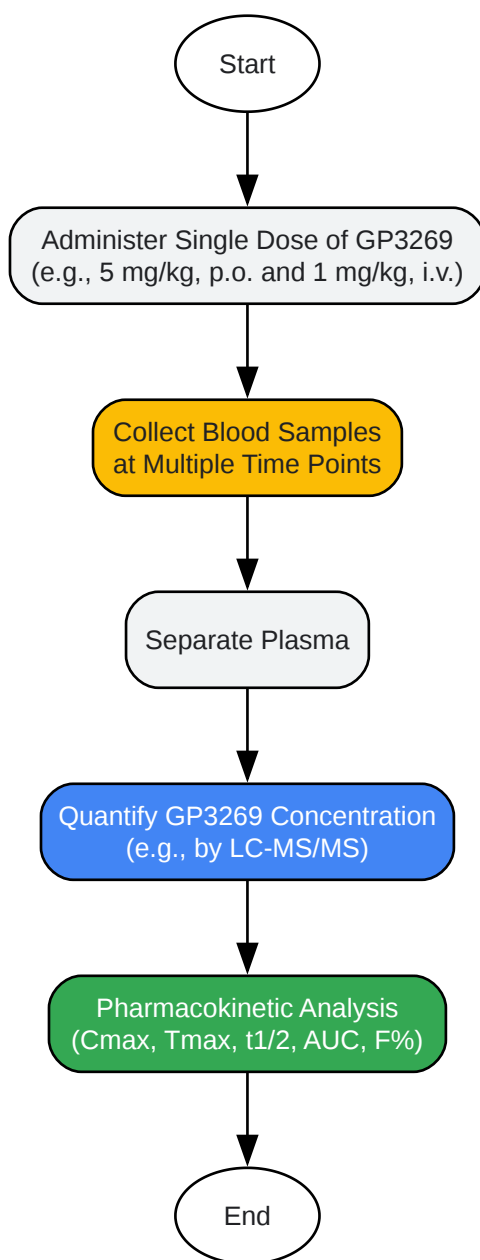 Start
Administer Single Dose of GP3269
(e.g., 5 mg/kg, p.o. and 1 mg/kg, i.v.)
Collect Blood Samples
at Multiple Time Points
Separate Plasma
Quantify GP3269 Concentration
(e.g., by LC-MS/MS)
Pharmacokinetic Analysis
(Cmax, Tmax, t1/2, AUC, F%)
End